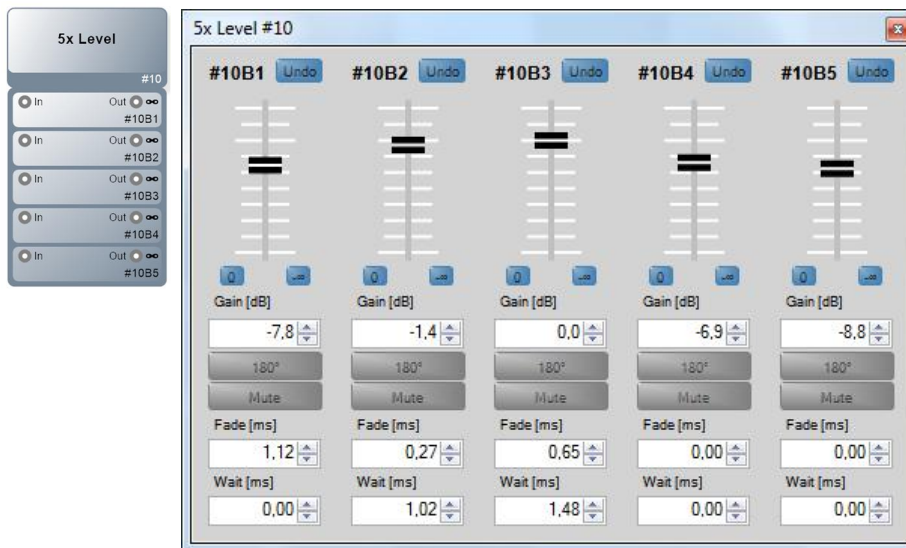 5x Level
#10
In Out
#10B1
In Out
#10B2
In Out
#10B3
In Out
#10B4
In Out
#10B5
5x Level #10
#10B1 Undo #10B2 Undo #10B3 Undo #10B4 Undo #10B5 Undo
0 -∞ 0 -∞ 0 -∞ 0 -∞ 0 -∞
Gain [dB] Gain [dB] Gain [dB] Gain [dB] Gain [dB]
-7,8 -1,4 0,0 -6,9 -8,8
180° 180° 180° 180° 180°
Mute Mute Mute Mute Mute
Fade [ms] Fade [ms] Fade [ms] Fade [ms] Fade [ms]
1,12 0,27 0,65 0,00 0,00
Wait [ms] Wait [ms] Wait [ms] Wait [ms] Wait [ms]
0,00 1,02 1,48 0,00 0,00